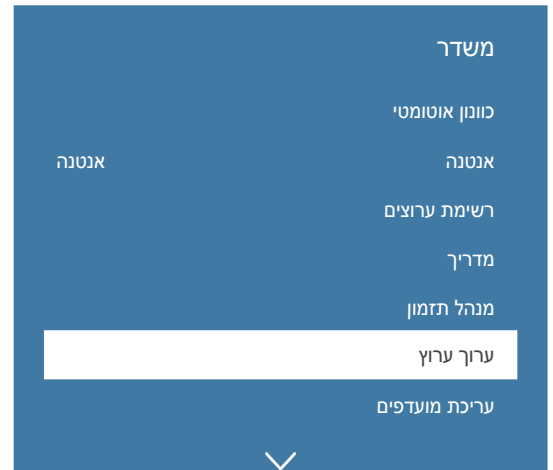 משדר
כוונון אוטומטי
אנטנה אנטנה
רשימת ערוצים
מדריך
מנהל תזמון
ערוך ערוץ
עריכת מועדפים